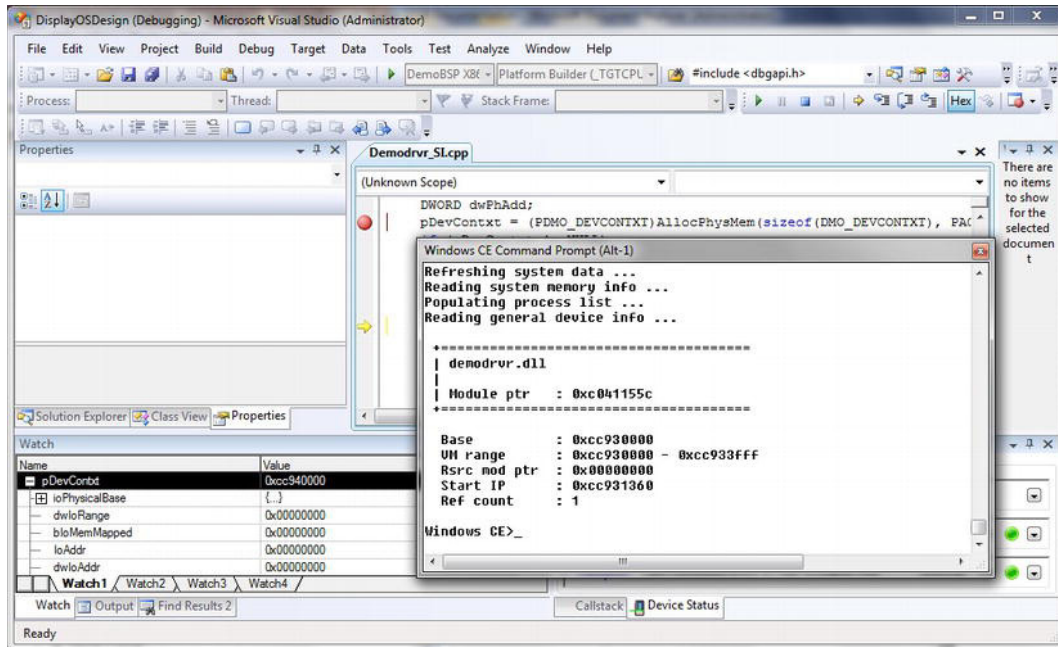 DisplayOSDesign (Debugging) - Microsoft Visual Studio (Administrator)
File Edit View Project Build Debug Target Data Tools Test Analyze Window Help
DemoBSP X86 Platform Builder (_TGTCPU #include <dbgapi.h>
Process: Thread: Stack Frame: Hex
Properties
Demodrvr_SI.cpp
There are
no items
to show
for the
selected
documen
t
(Unknown Scope)
DWORD dwPhAdd;
pDevContxt = (PDMO_DEVCONTXT)AllocPhysMem(sizeof(DMO_DEVCONTXT), PAG
Windows CE Command Prompt (Alt-1)
Refreshing system data ...
Reading system memory info ...
Populating process list ...
Reading general device info ...
+======================================
| demodrvr.dll
|
| Module ptr : 0xc041155c
+======================================
Base : 0xcc930000
VM range : 0xcc930000 - 0xcc933fff
Rsrc mod ptr : 0x00000000
Start IP : 0xcc931360
Ref count : 1
Windows CE>_
Solution Explorer Class View Properties
Watch
Name Value
pDevContxt 0xcc940000
ioPhysicalBase {...}
dwIoRange 0x00000000
bIoMemMapped 0x00000000
IoAddr 0x00000000
dwIoAddr 0x00000000
Watch1 Watch2 Watch3 Watch4
Watch Output Find Results 2
Callstack Device Status
Ready